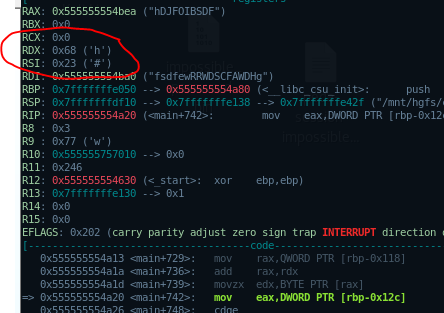 RAX: 0x555555554bea ("hDJFOIBSDF")
RBX: 0x0
RCX: 0x0
RDX: 0x68 ('h')
RSI: 0x23 ('#')
RDI: 0x555555554ba0 ("fsdfewRRWDSCFAWDHg")
RBP: 0x7fffffffe050 --> 0x555555554a80 (<__libc_csu_init>: push
RSP: 0x7fffffffdf10 --> 0x7fffffffe138 --> 0x7fffffffe42f ("/mnt/hgfs/
RIP: 0x555555554a20 (<main+742>: mov eax,DWORD PTR [rbp-0x12c
R8 : 0x3
R9 : 0x77 ('w')
R10: 0x555555757010 --> 0x0
R11: 0x246
R12: 0x555555554630 (<_start>: xor ebp,ebp)
R13: 0x7fffffffe130 --> 0x1
R14: 0x0
R15: 0x0
EFLAGS: 0x202 (carry parity adjust zero sign trap INTERRUPT direction
[-------------------------------------code-------------------------------------
0x555555554a13 <main+729>: mov rax,QWORD PTR [rbp-0x118]
0x555555554a1a <main+736>: add rax,rdx
0x555555554a1d <main+739>: movzx edx,BYTE PTR [rax]
=> 0x555555554a20 <main+742>: mov eax,DWORD PTR [rbp-0x12c]
0x555555554a26 <main+748>: cdqe